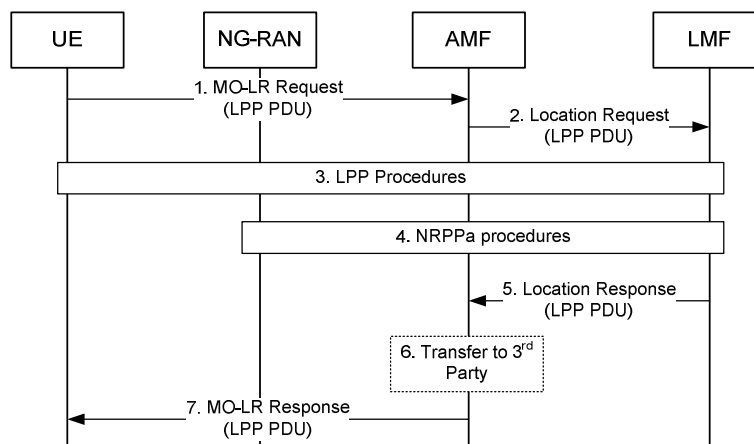 UE
NG-RAN
AMF
LMF
1. MO-LR Request
(LPP PDU)
2. Location Request
(LPP PDU)
3. LPP Procedures
4. NRPPa procedures
5. Location Response
(LPP PDU)
6. Transfer to 3rd
Party
7. MO-LR Response
(LPP PDU)